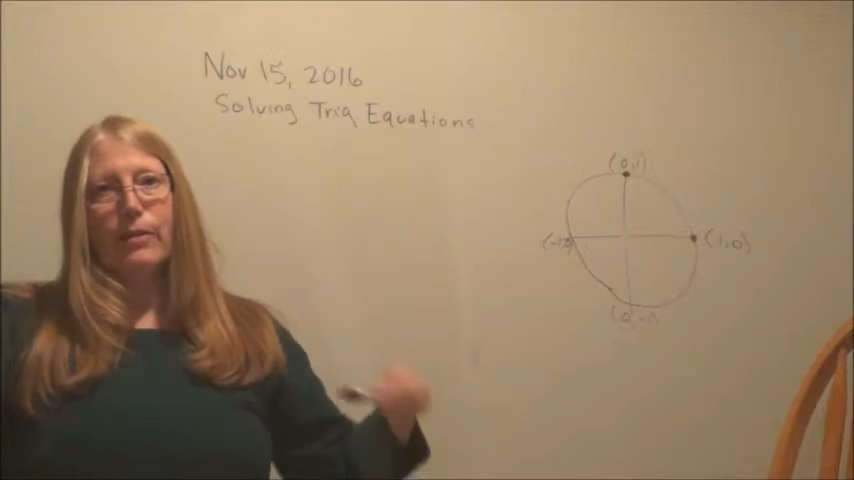 Nov 15, 2016
Solving Trig Equations
(0,1)
(-1,0)
(1,0)
(0,-1)